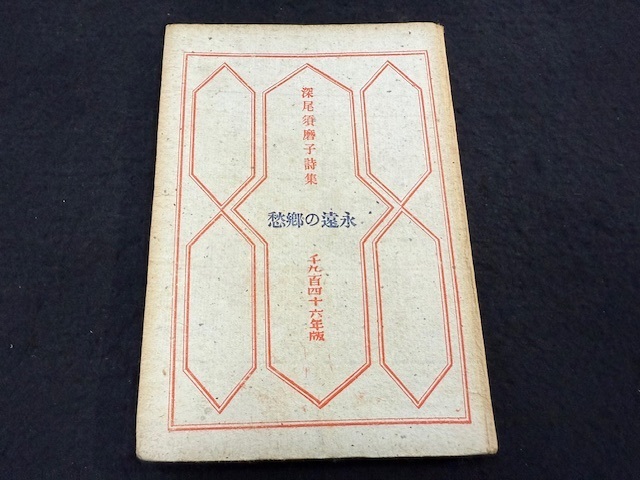 深尾須磨子詩集
永遠の郷愁
千九百四十六年版